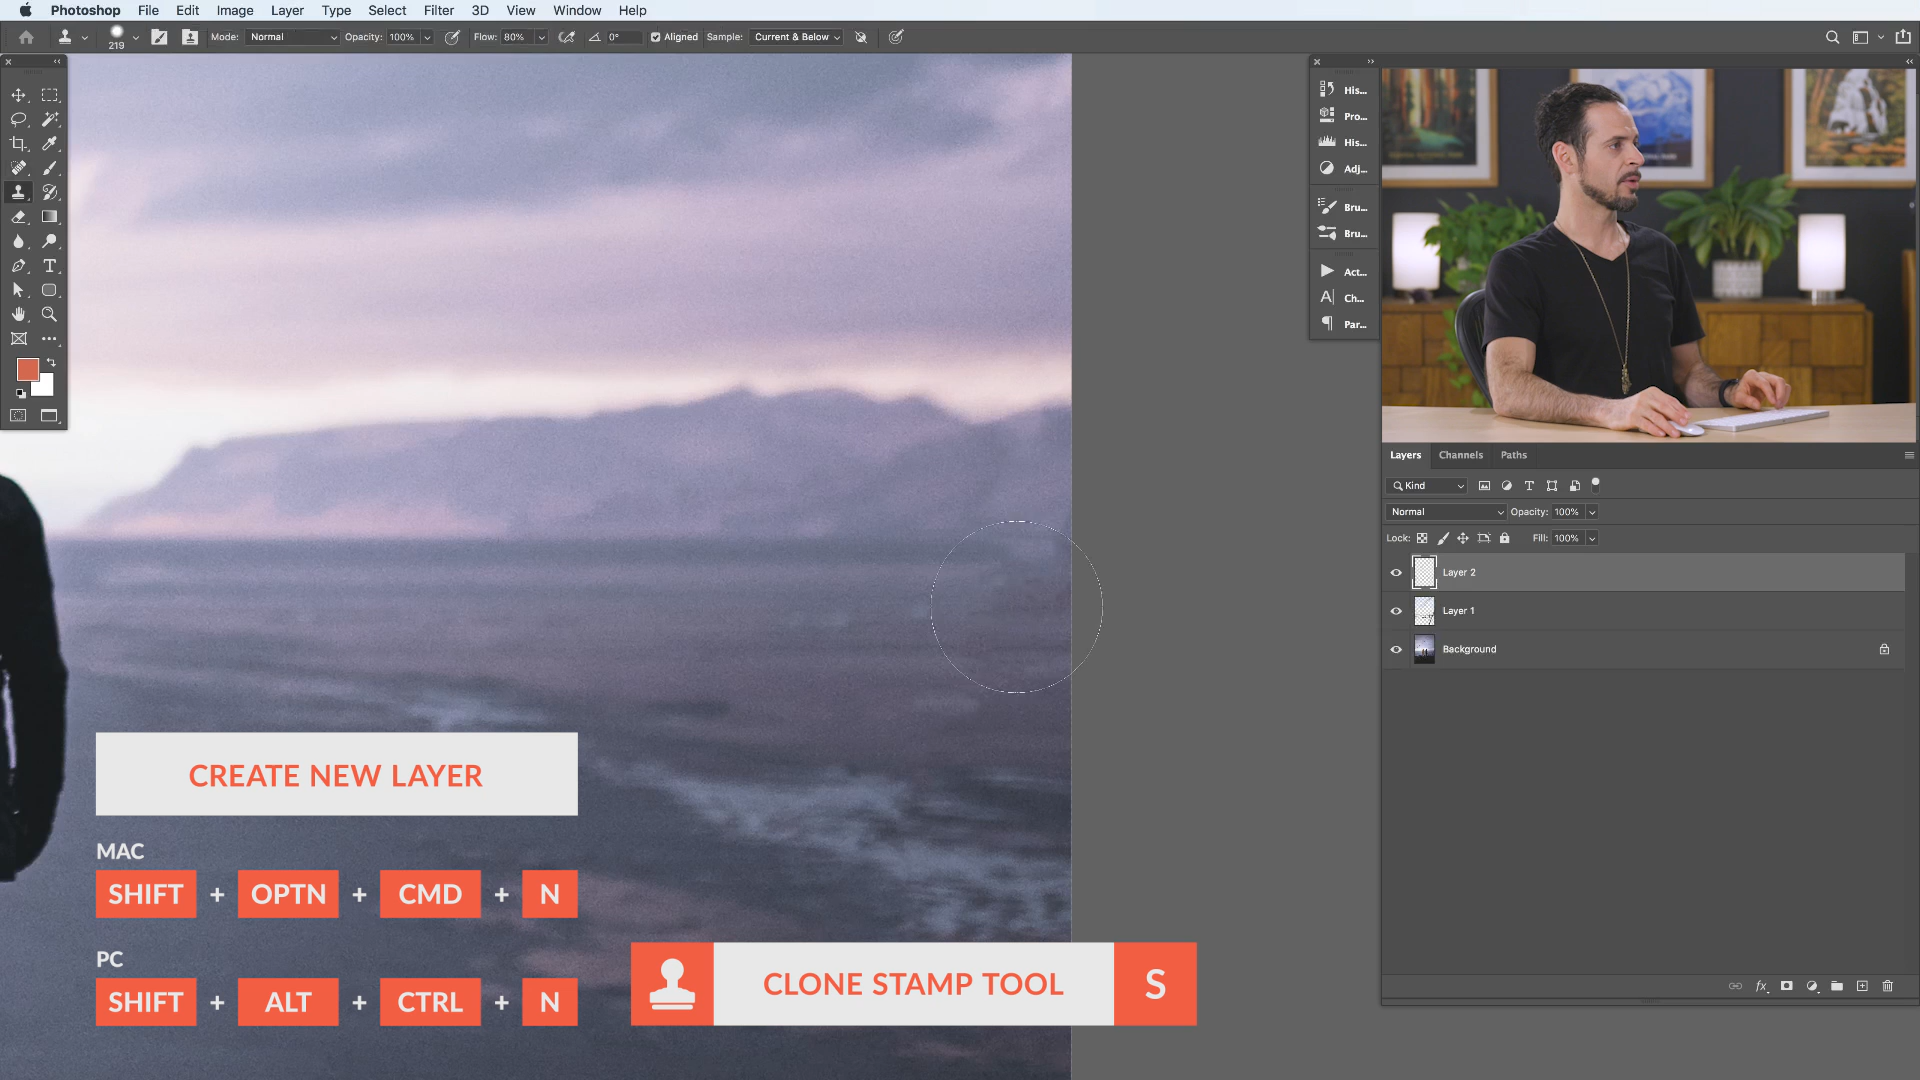 Photoshop File Edit Image Layer Type Select Filter 3D View Window Help
219 Mode: Normal Opacity: 100% Flow: 80% 0° Aligned Sample: Current & Below
His...
Pro...
His...
Adj...
Bru...
Bru...
Act...
A| Ch...
Par...
Layers Channels Paths
Kind
Normal Opacity: 100%
Lock: Fill: 100%
Layer 2
Layer 1
Background
fx
CREATE NEW LAYER
MAC
SHIFT + OPTN + CMD + N
PC
SHIFT + ALT + CTRL + N
CLONE STAMP TOOL S